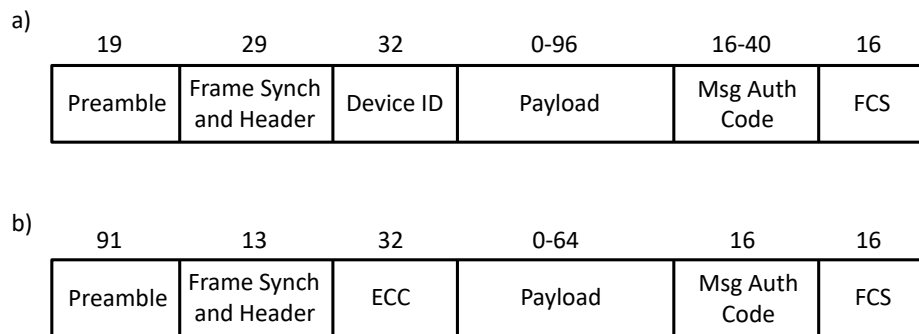 a)
19 29 32 0-96 16-40 16
Preamble Frame Synch and Header Device ID Payload Msg Auth Code FCS
b)
91 13 32 0-64 16 16
Preamble Frame Synch and Header ECC Payload Msg Auth Code FCS